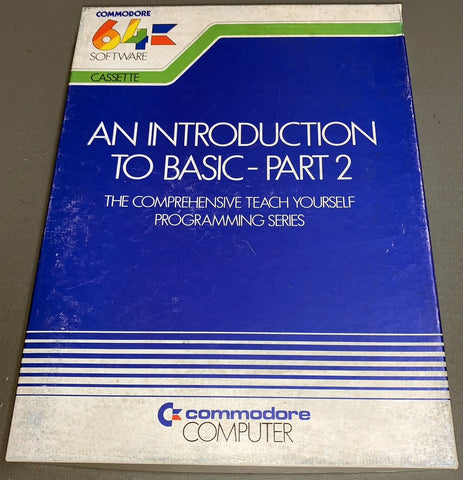 COMMODORE
64
SOFTWARE
CASSETTE
AN INTRODUCTION
TO BASIC - PART 2
THE COMPREHENSIVE TEACH YOURSELF
PROGRAMMING SERIES
commodore
COMPUTER